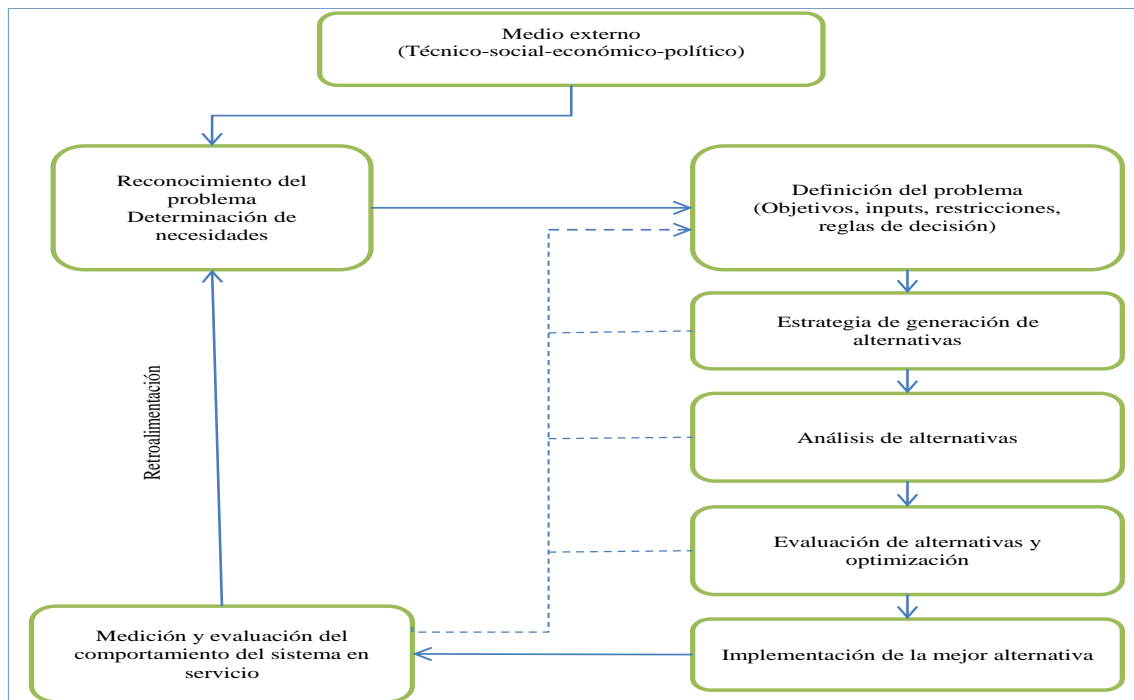 Medio externo
(Técnico-social-económico-político)
Reconocimiento del
problema
Determinación de
necesidades
Definición del problema
(Objetivos, inputs, restricciones,
reglas de decisión)
Estrategia de generación de
alternativas
Análisis de alternativas
Evaluación de alternativas y
optimización
Implementación de la mejor alternativa
Medición y evaluación del
comportamiento del sistema en
servicio
Retroalimentación